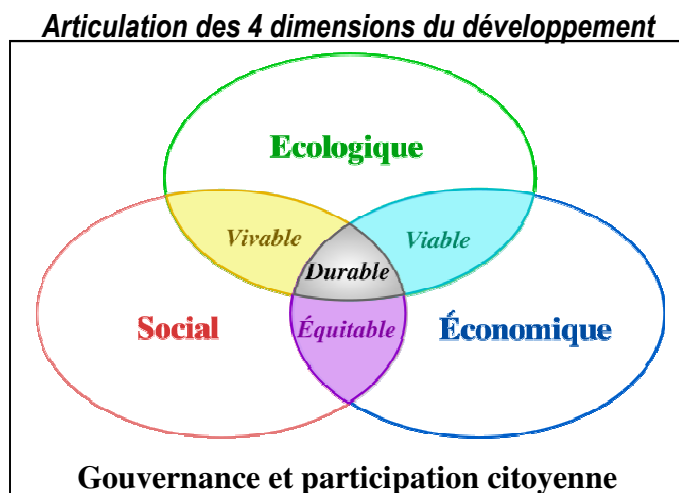 Articulation des 4 dimensions du développement
Ecologique
Vivable
Viable
Durable
Social
Équitable
Économique
Gouvernance et participation citoyenne